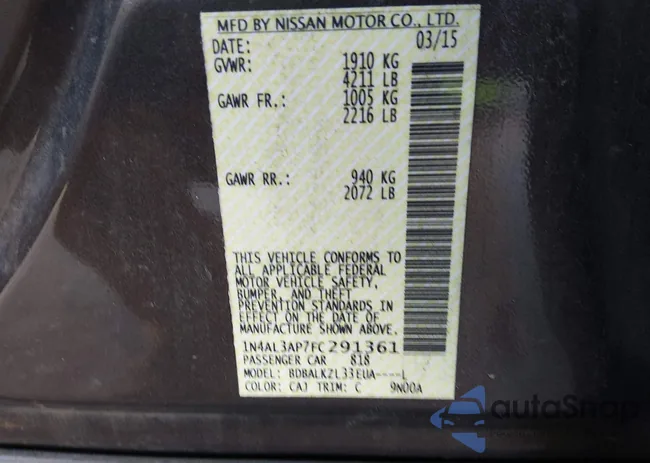 MFD BY NISSAN MOTOR CO., LTD.
DATE: 03/15
GVWR: 1910 KG
4211 LB
GAWR FR.: 1005 KG
2216 LB
GAWR RR.: 940 KG
2072 LB
THIS VEHICLE CONFORMS TO
ALL APPLICABLE FEDERAL
MOTOR VEHICLE SAFETY,
BUMPER, AND THEFT
PREVENTION STANDARDS IN
EFFECT ON THE DATE OF
MANUFACTURE SHOWN ABOVE.
1N4AL3AP7FC291361
PASSENGER CAR 818
MODEL: BDBALKZL33EUA----L
COLOR: CAJ TRIM: C 9N00A
autoSnap